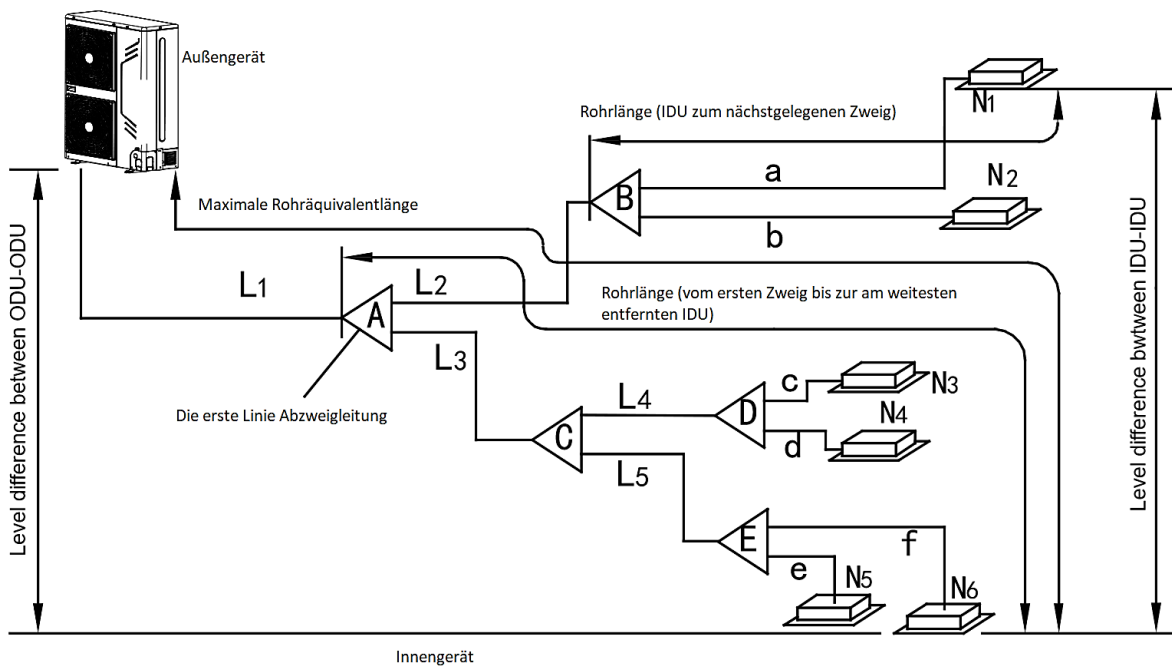 Außengerät
Rohrlänge (IDU zum nächstgelegenen Zweig)
N1
a
B
N2
b
Maximale Rohräquivalentlänge
Level difference between ODU-ODU
Level difference bwtween IDU-IDU
L1
L2
A
Rohrlänge (vom ersten Zweig bis zur am weitesten
entfernten IDU)
L3
Die erste Linie Abzweigleitung
c
N3
L4
D
N4
d
C
L5
E
f
e
N5
N6
Innengerät